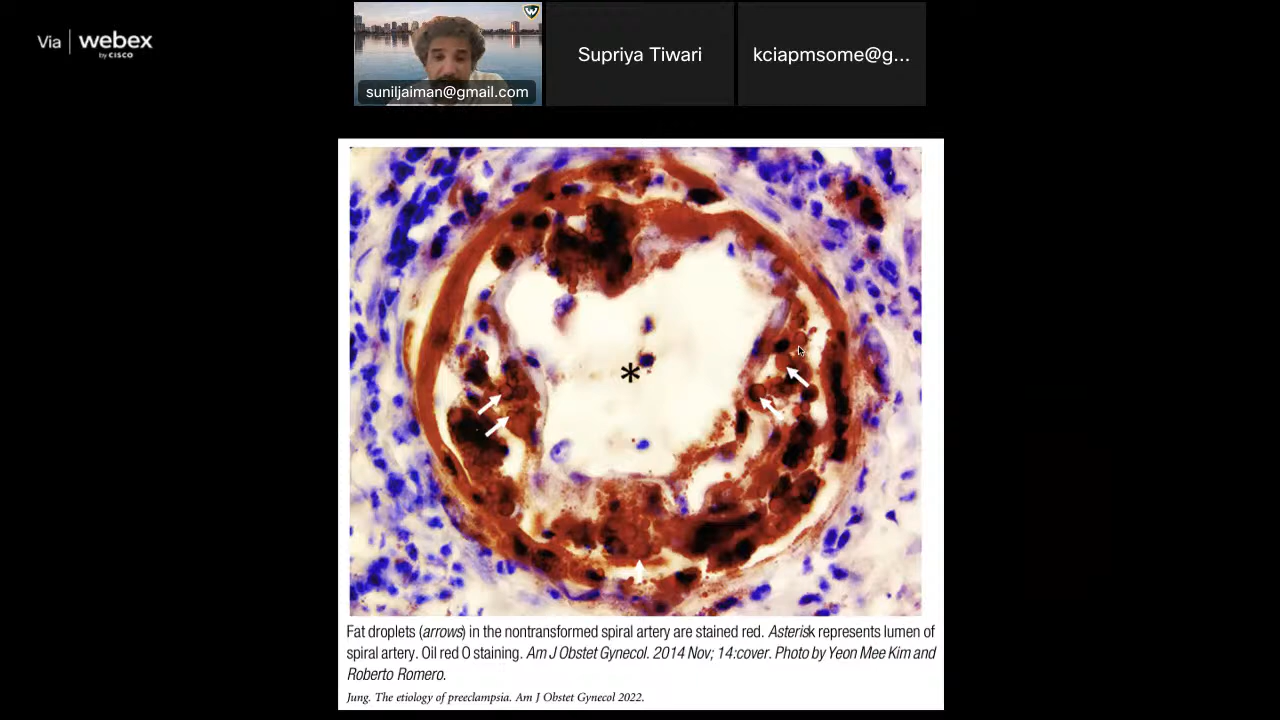 Via | webex
by CISCO
W
suniljaiman@gmail.com
Supriya Tiwari
kciapmsome@g...
*
Fat droplets (arrows) in the nontransformed spiral artery are stained red. Asterisk represents lumen of
spiral artery. Oil red O staining. Am J Obstet Gynecol. 2014 Nov; 14:cover. Photo by Yeon Mee Kim and
Roberto Romero.
Jung. The etiology of preeclampsia. Am J Obstet Gynecol 2022.